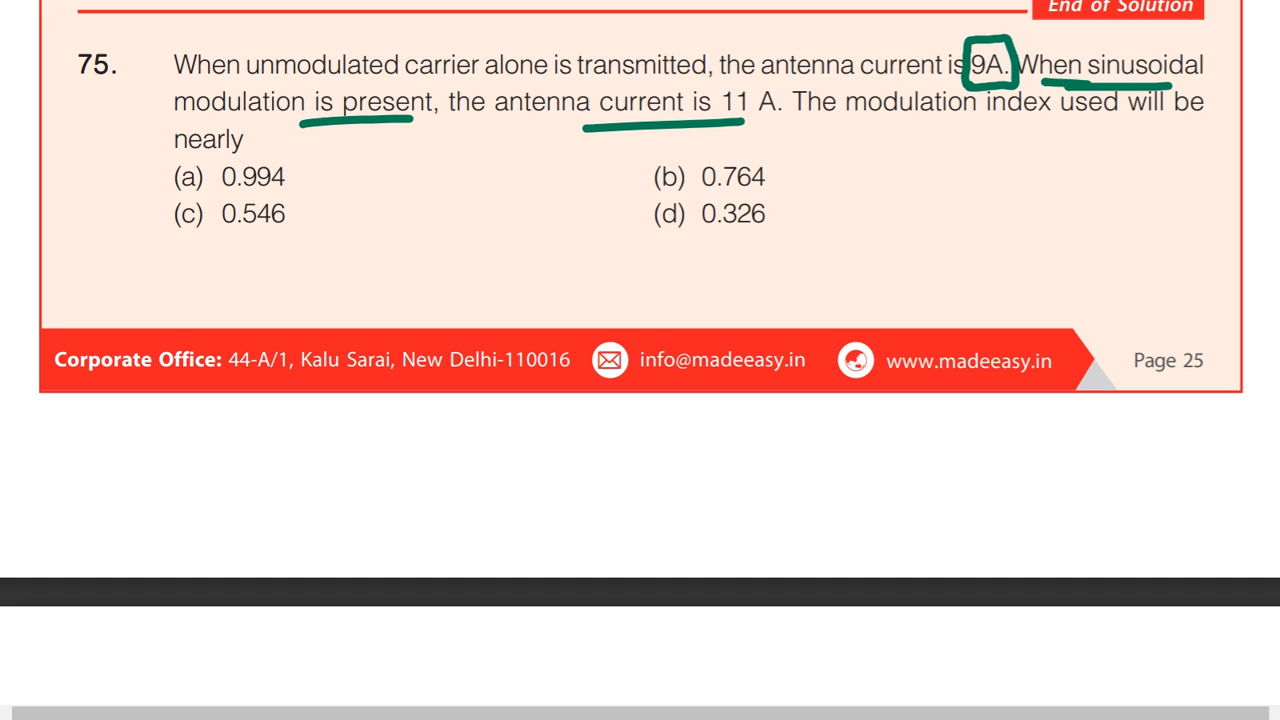 End of Solution
75. When unmodulated carrier alone is transmitted, the antenna current is 9A. When sinusoidal
modulation is present, the antenna current is 11 A. The modulation index used will be
nearly
(a) 0.994 (b) 0.764
(c) 0.546 (d) 0.326
Corporate Office: 44-A/1, Kalu Sarai, New Delhi-110016 info@madeeasy.in www.madeeasy.in Page 25